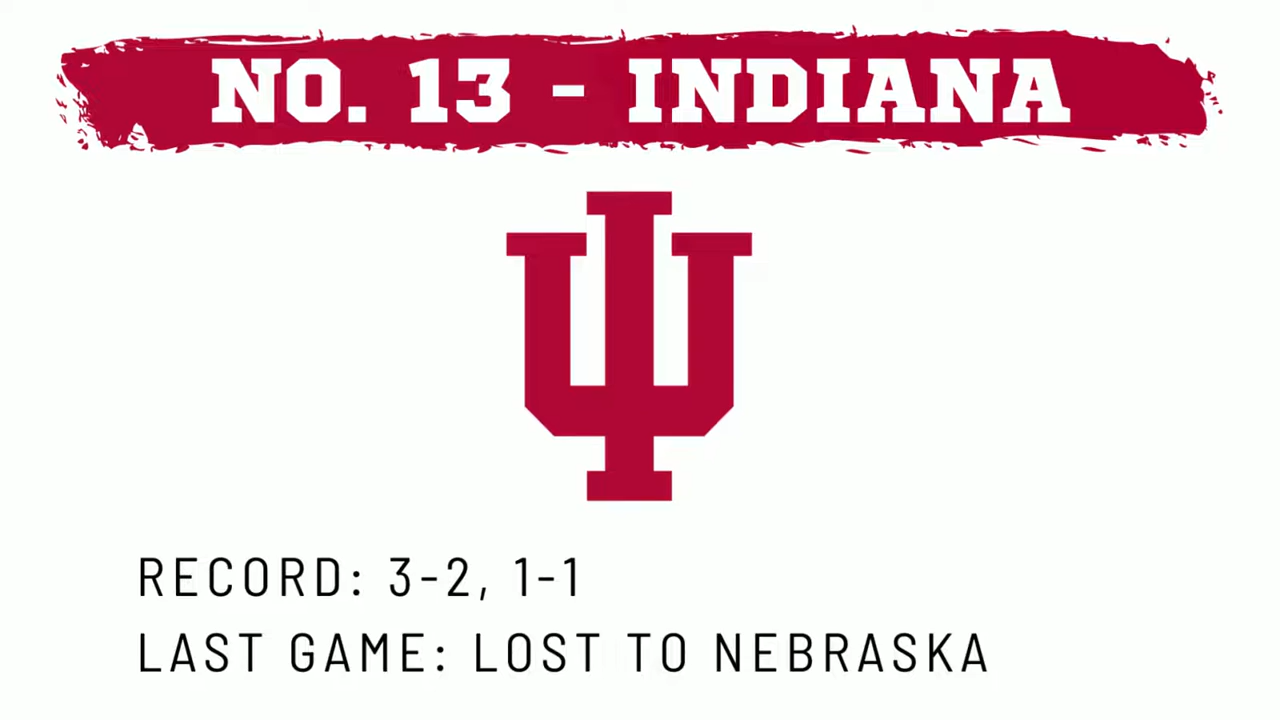 NO. 13 - INDIANA
RECORD: 3-2, 1-1
LAST GAME: LOST TO NEBRASKA